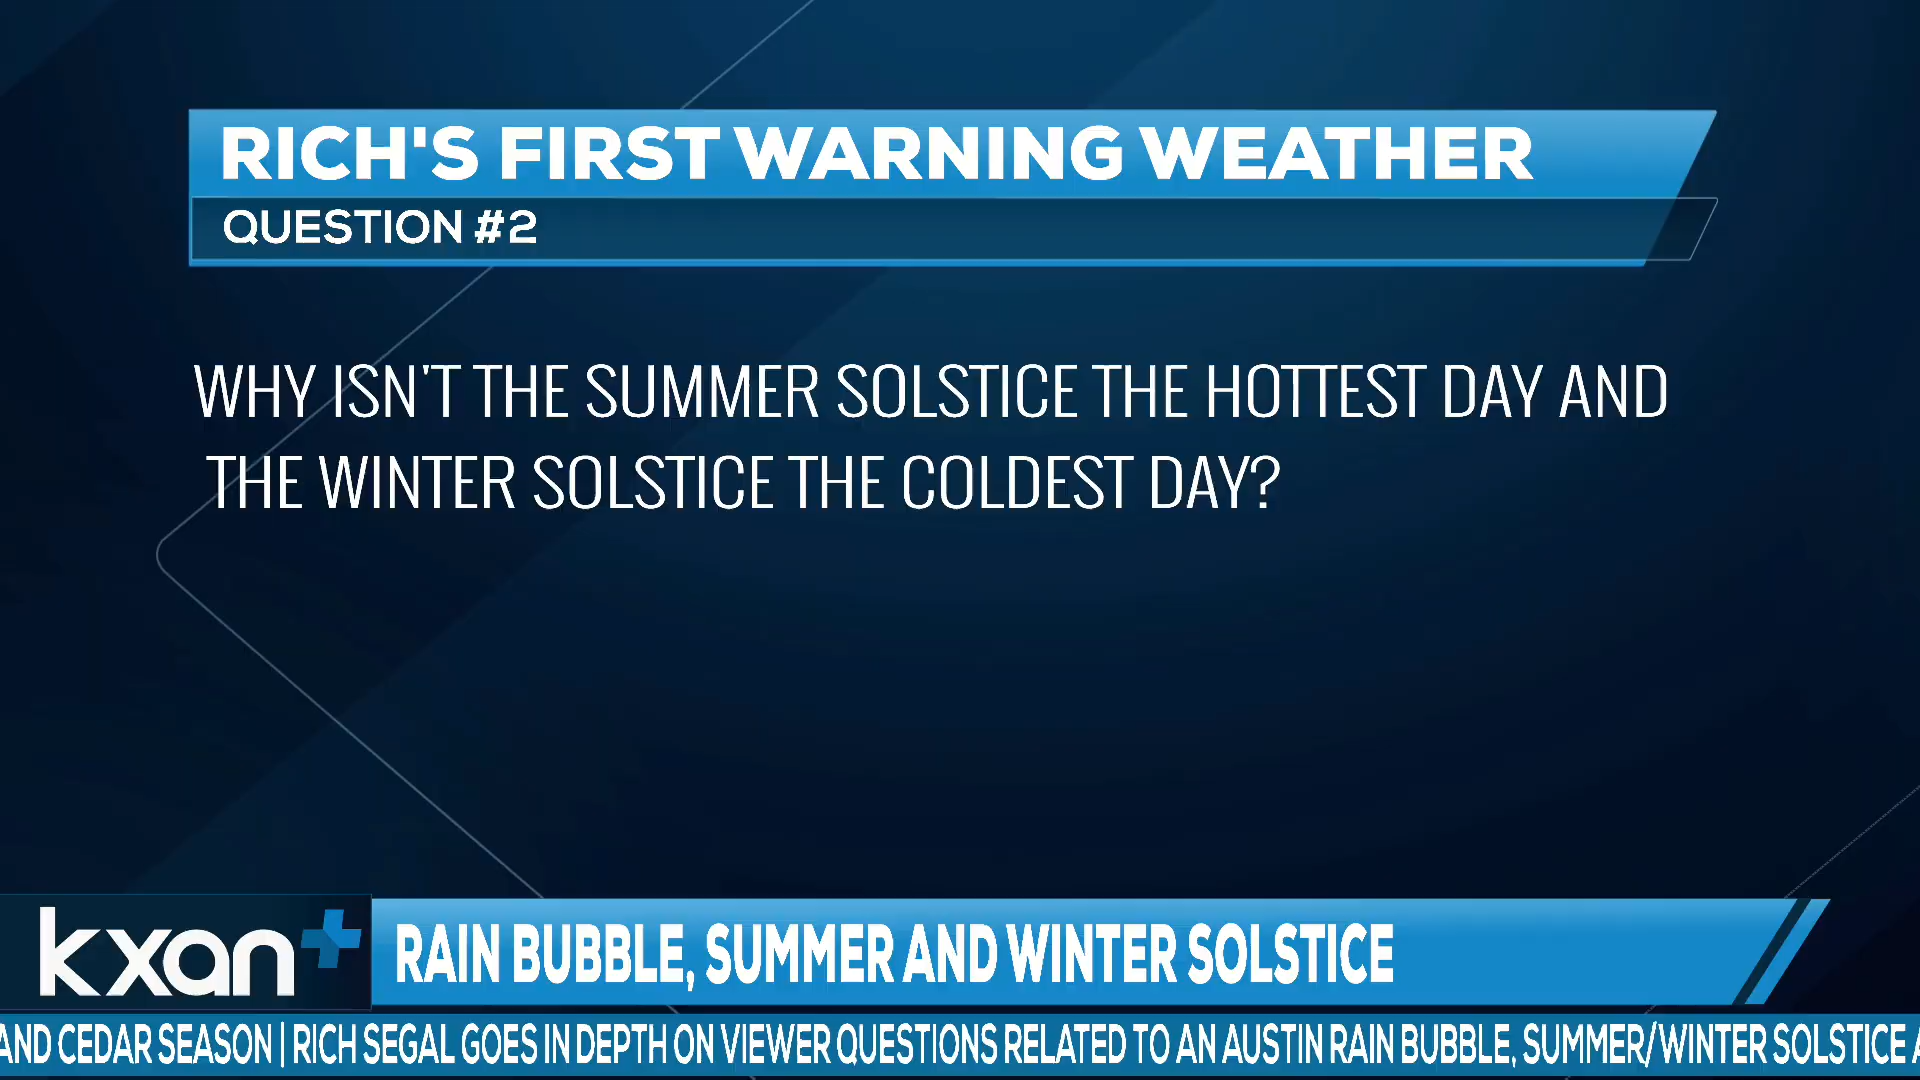 RICH'S FIRST WARNING WEATHER
QUESTION #2
WHY ISN'T THE SUMMER SOLSTICE THE HOTTEST DAY AND
THE WINTER SOLSTICE THE COLDEST DAY?
kxan+
RAIN BUBBLE, SUMMER AND WINTER SOLSTICE
AND CEDAR SEASON | RICH SEGAL GOES IN DEPTH ON VIEWER QUESTIONS RELATED TO AN AUSTIN RAIN BUBBLE, SUMMER/WINTER SOLSTICE A